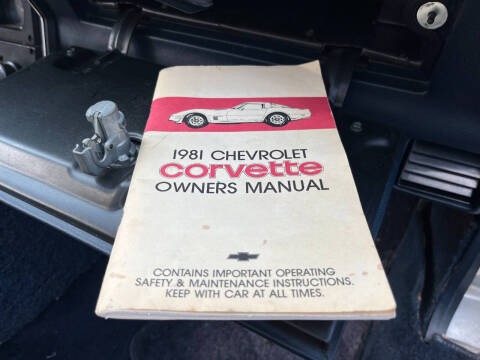 1981 CHEVROLET
corvette
OWNERS MANUAL
CONTAINS IMPORTANT OPERATING
SAFETY & MAINTENANCE INSTRUCTIONS.
KEEP WITH CAR AT ALL TIMES.